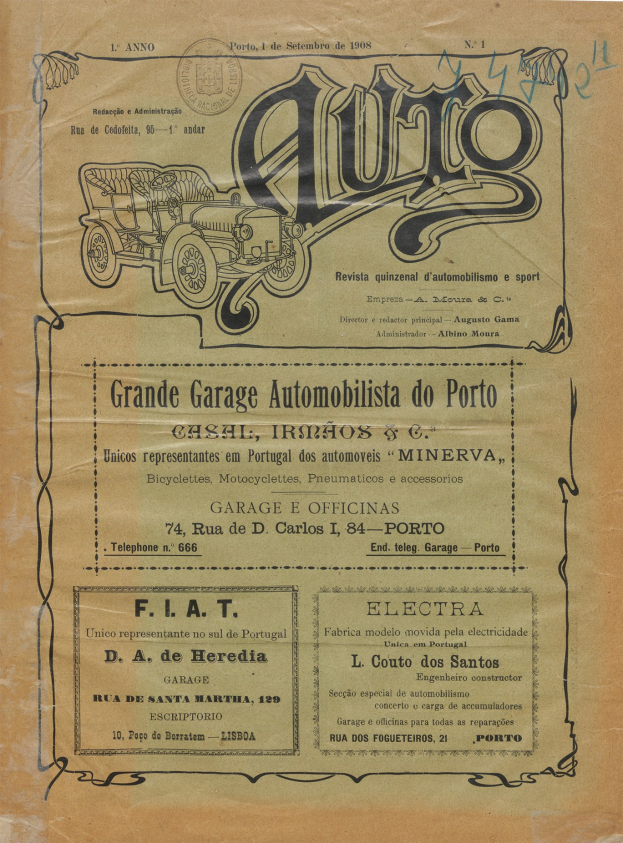 1.º ANNO
Porto, 1 de Setembro de 1908
N.º 1
BIBLIOTHECA NACIONAL DE
Redacção e Administração
Rua de Cedofeita, 95—1.º andar
AUTO
Revista quinzenal d'automobilismo e sport
Empreza—A. Moura & C.ª
Director e redactor principal—Augusto Gama
Administrador—Albino Moura
Grande Garage Automobilista do Porto
CASAL, IRMÃOS & C.ª
Unicos representantes em Portugal dos automoveis "MINERVA„
Bicyclettes, Motocyclettes, Pneumaticos e accessorios
GARAGE E OFFICINAS
74, Rua de D. Carlos I, 84—PORTO
Telephone n.º 666
End. teleg. Garage—Porto
F. I. A. T.
Unico representante no sul de Portugal
D. A. de Heredia
GARAGE
RUA DE SANTA MARTHA, 129
ESCRIPTORIO
10, Poço do Borratem—LISBOA
ELECTRA
Fabrica modelo movida pela electricidade
Unica em Portugal
L. Couto dos Santos
Engenheiro constructor
Secção especial de automobilismo
concerto e carga de accumuladores
Garage e officinas para todas as reparações
RUA DOS FOGUETEIROS, 21
PORTO